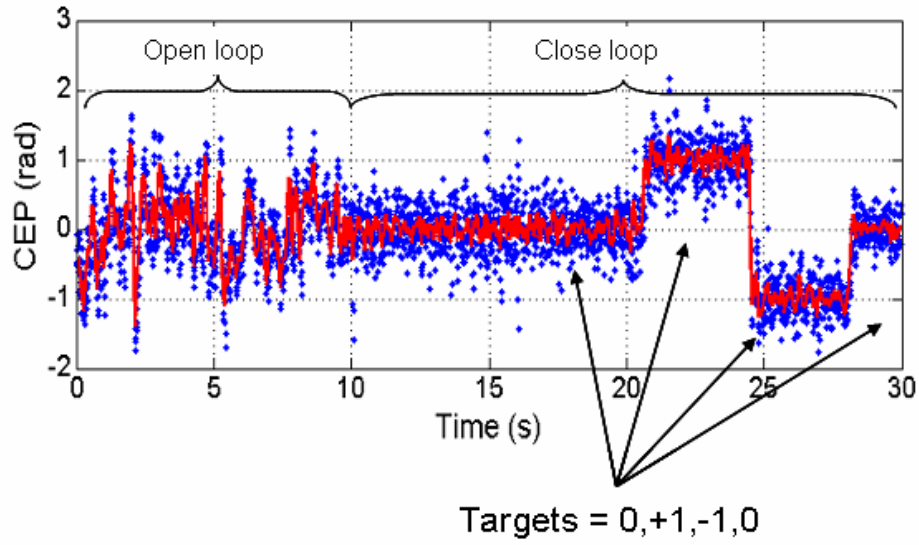 3
Open loop
Close loop
2
1
0
-1
-2
CEP (rad)
0
5
10
15
20
25
30
Time (s)
Targets = 0,+1,-1,0